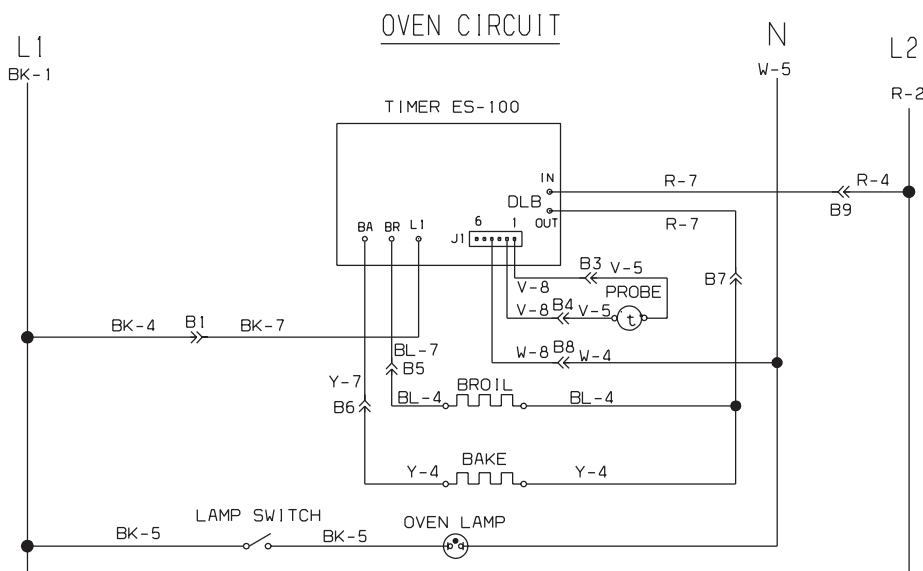 OVEN CIRCUIT
L1
BK-1
N
W-5
L2
R-2
TIMER ES-100
IN
DLB
OUT
R-7
R-4
B9
R-7
BA
BR
L1
J1
6
1
B3
V-5
V-8
PROBE
B7
V-8
B4
V-5
t
BK-4
B1
BK-7
W-8
B8
W-4
BL-7
B5
Y-7
B6
BROIL
BL-4
BL-4
BAKE
Y-4
Y-4
LAMP SWITCH
OVEN LAMP
BK-5
BK-5